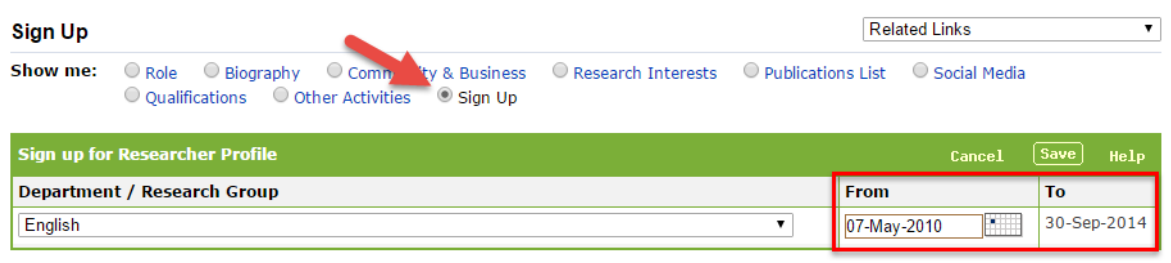 Sign Up Related Links
Show me: Role Biography Community & Business Research Interests Publications List Social Media
Qualifications Other Activities Sign Up
Sign up for Researcher Profile Cancel Save Help
Department / Research Group From To
English 07-May-2010 30-Sep-2014